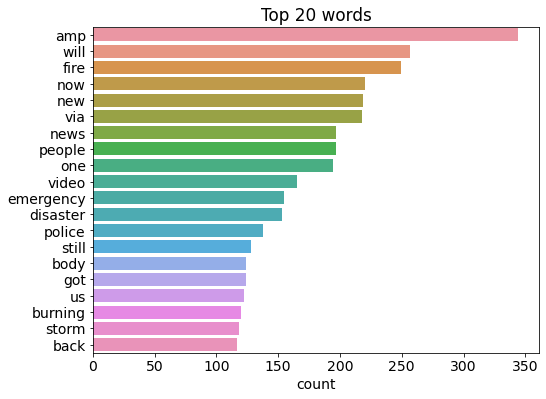 Top 20 words
amp
will
fire
now
new
via
news
people
one
video
emergency
disaster
police
still
body
got
us
burning
storm
back
0 50 100 150 200 250 300 350
count